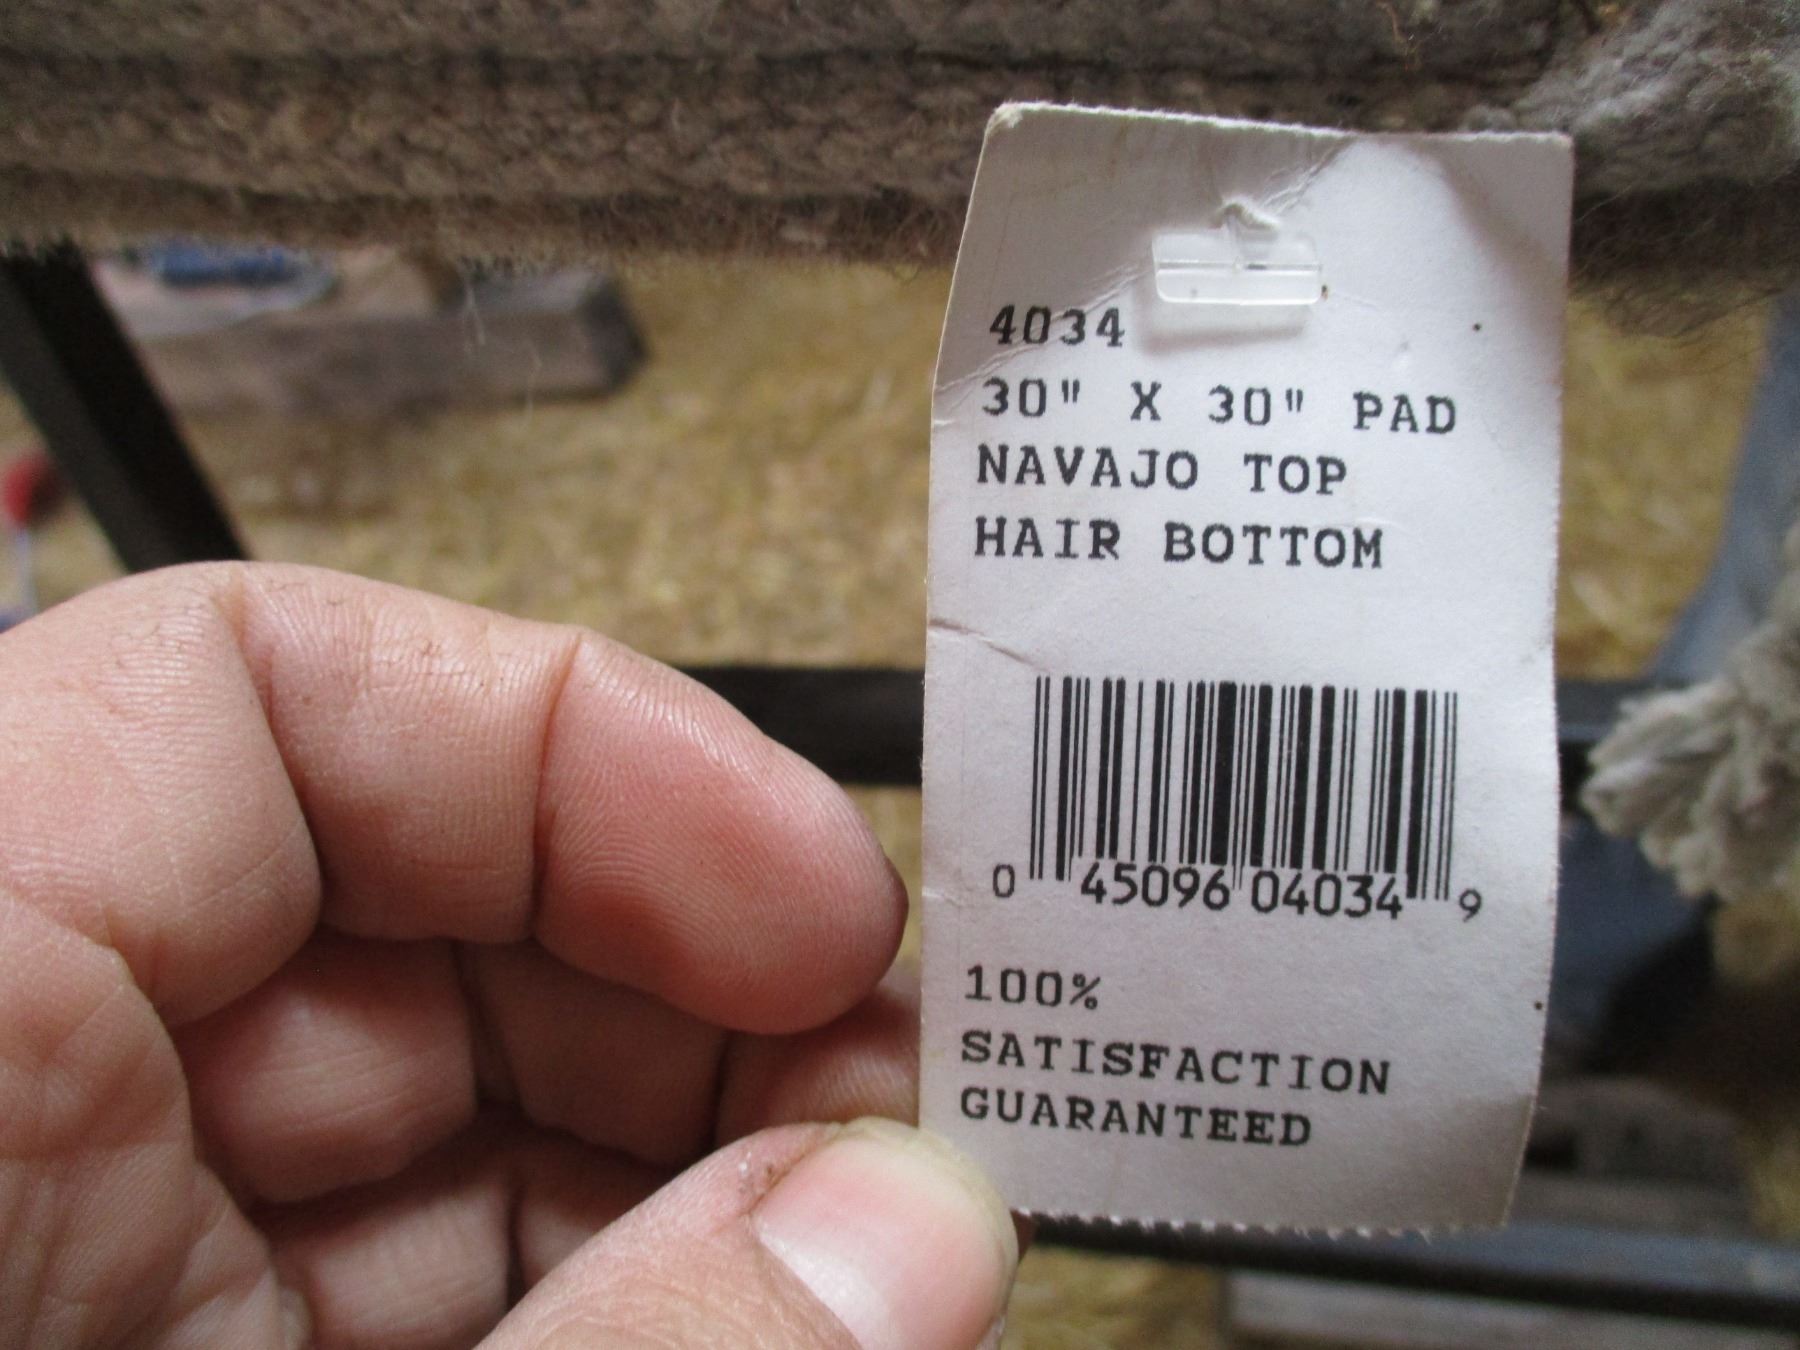 4034
30" X 30" PAD
NAVAJO TOP
HAIR BOTTOM
0 45096 04034 9
100%
SATISFACTION
GUARANTEED